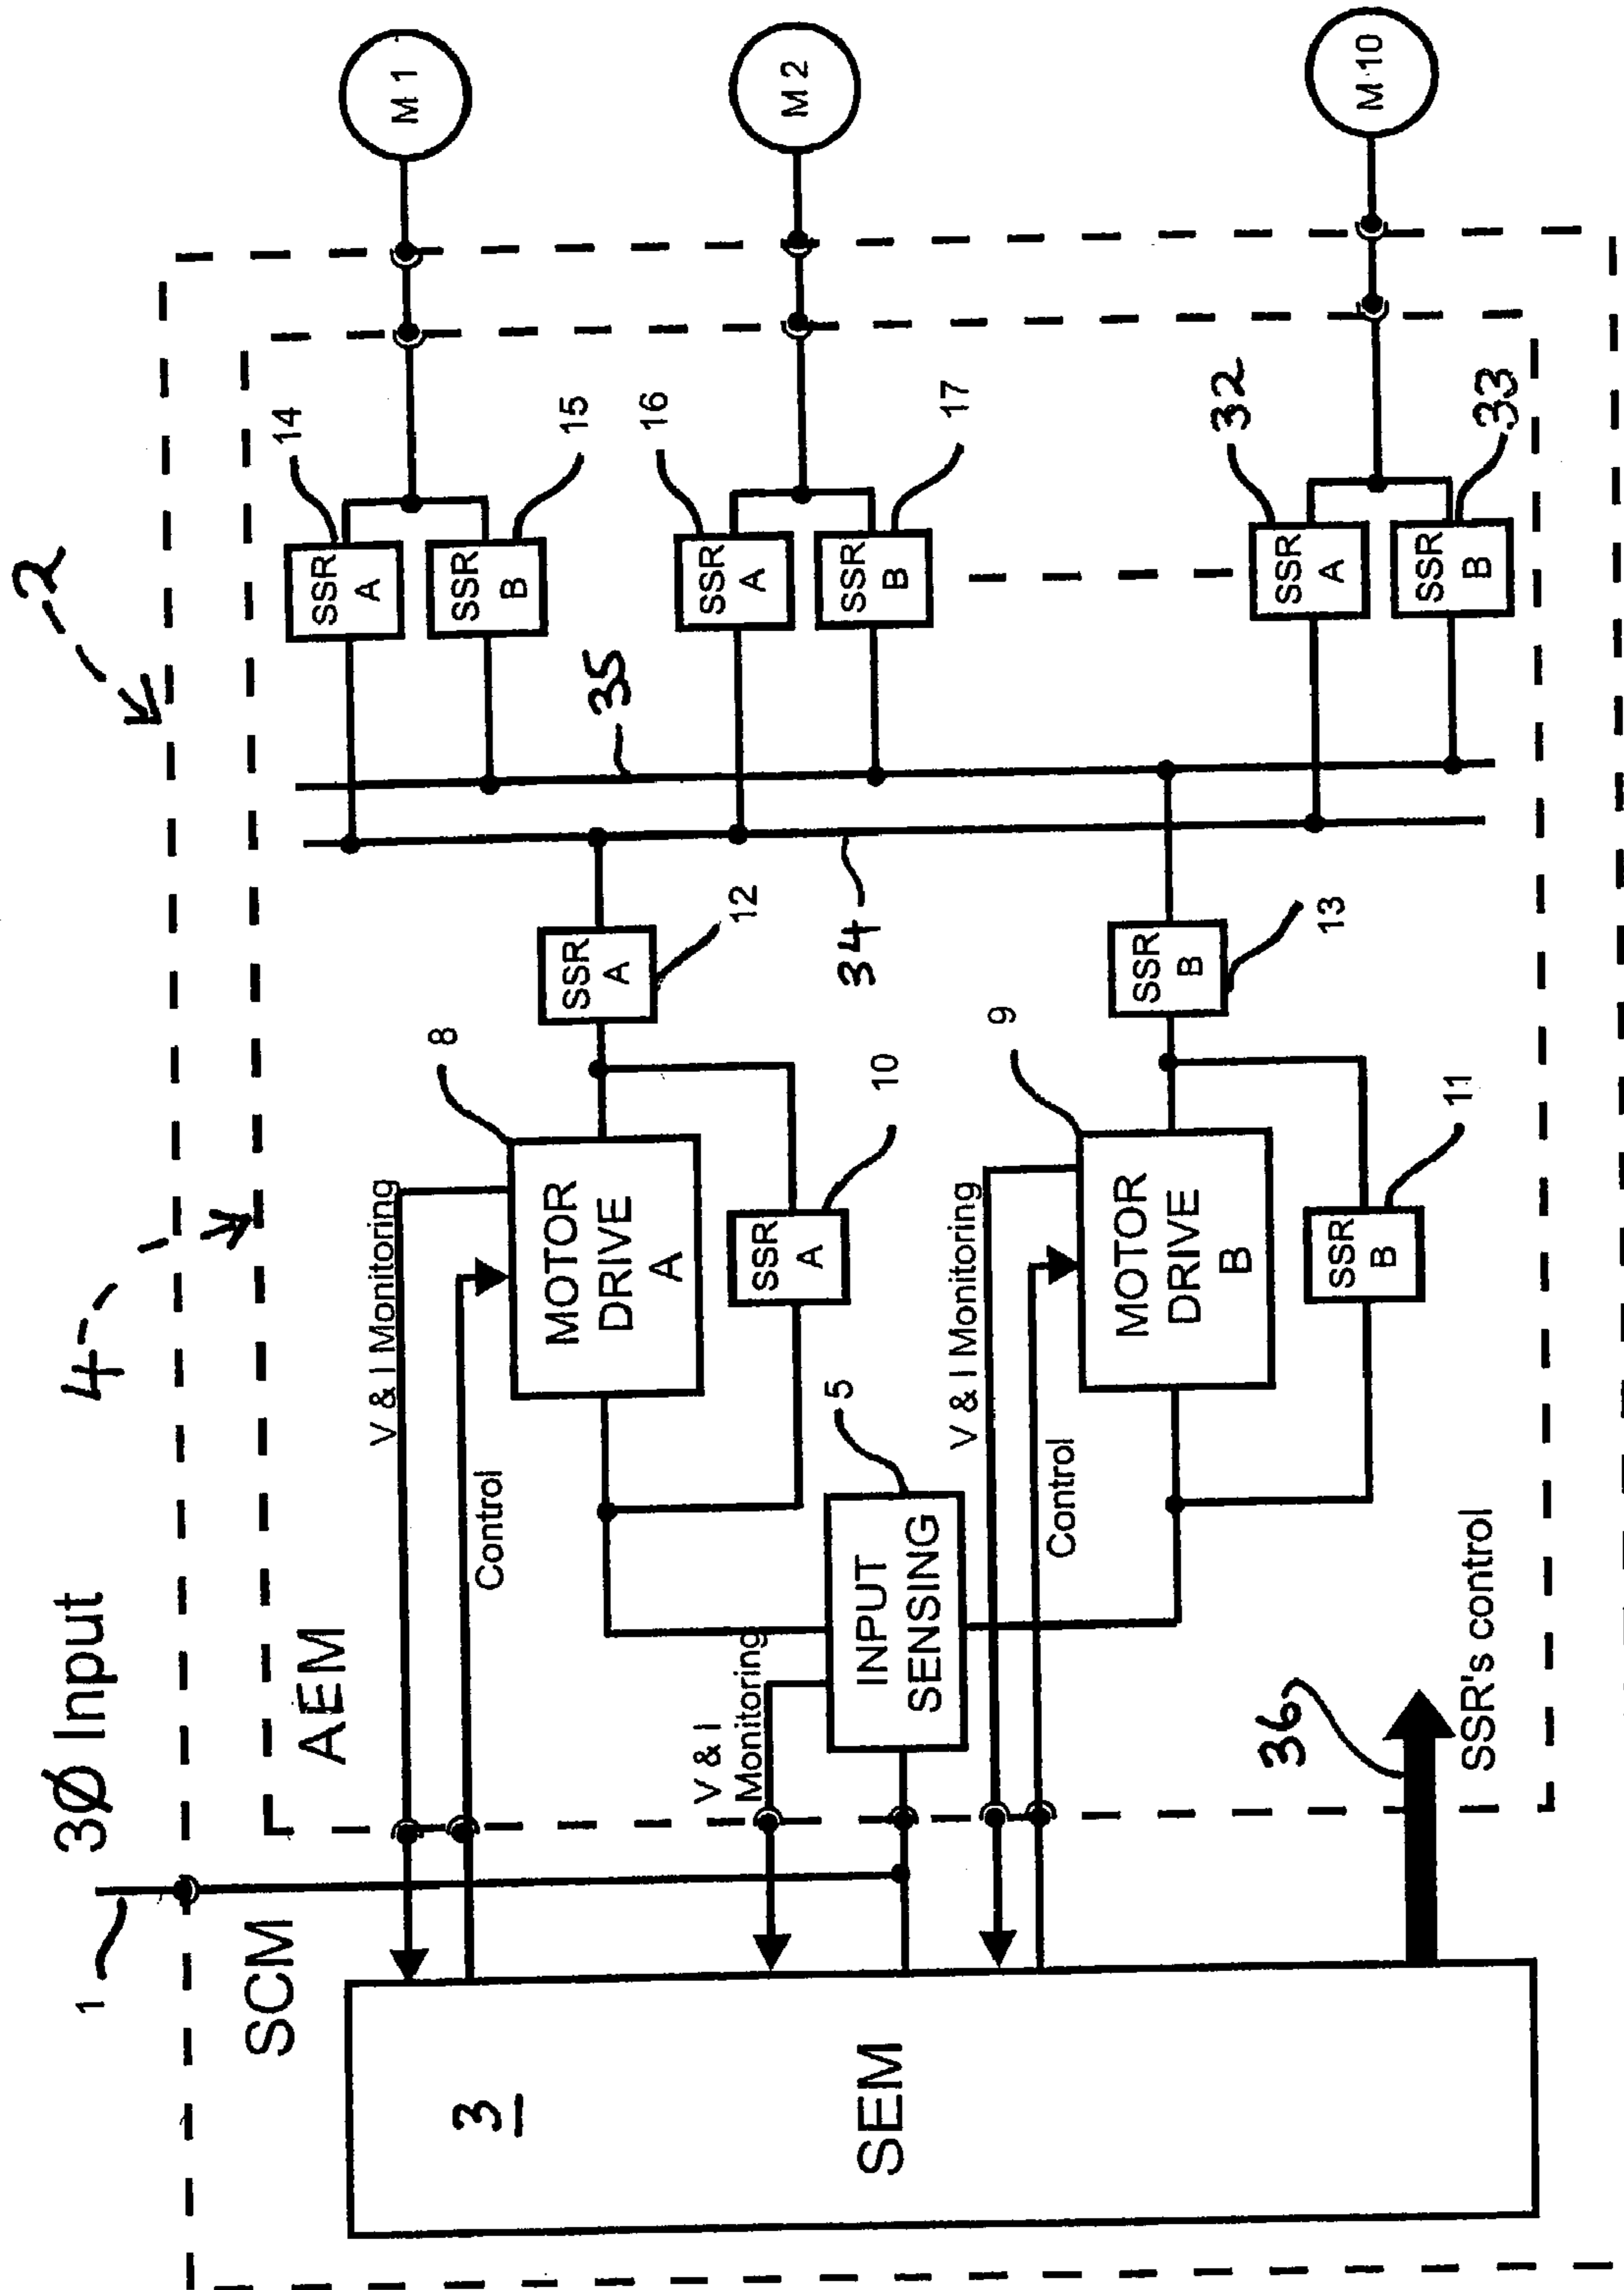 3Ø Input
1
2
4
SCM
AEM
3
SEM
V & I Monitoring
Control
8
MOTOR
DRIVE
A
SSR
A
10
SSR
A
12
V & I
Monitoring
INPUT
SENSING
5
V & I Monitoring
Control
9
MOTOR
DRIVE
B
SSR
B
11
SSR
B
13
SSR's control
36
34
35
SSR
A
14
SSR
B
15
SSR
A
16
SSR
B
17
SSR
A
32
SSR
B
33
M 1
M 2
M 10